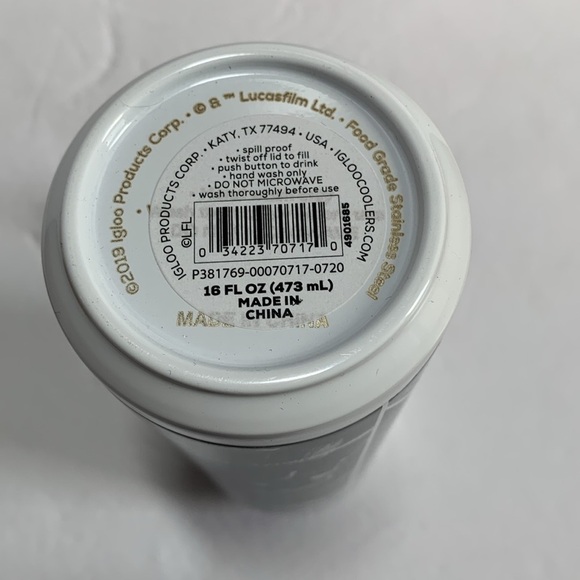 ©2019 Igloo Products Corp. • © & ™ Lucasfilm Ltd. • Food Grade Stainless Steel
IGLOO PRODUCTS CORP. • KATY, TX 77494 • USA • IGLOOCOOLERS.COM
©LFL
• spill proof
• twist off lid to fill
• push button to drink
• hand wash only
• DO NOT MICROWAVE
• wash thoroughly before use
0 34223 70717 0
4901685
P381769-00070717-0720
16 FL OZ (473 mL)
MADE IN
CHINA
MADE IN CHINA